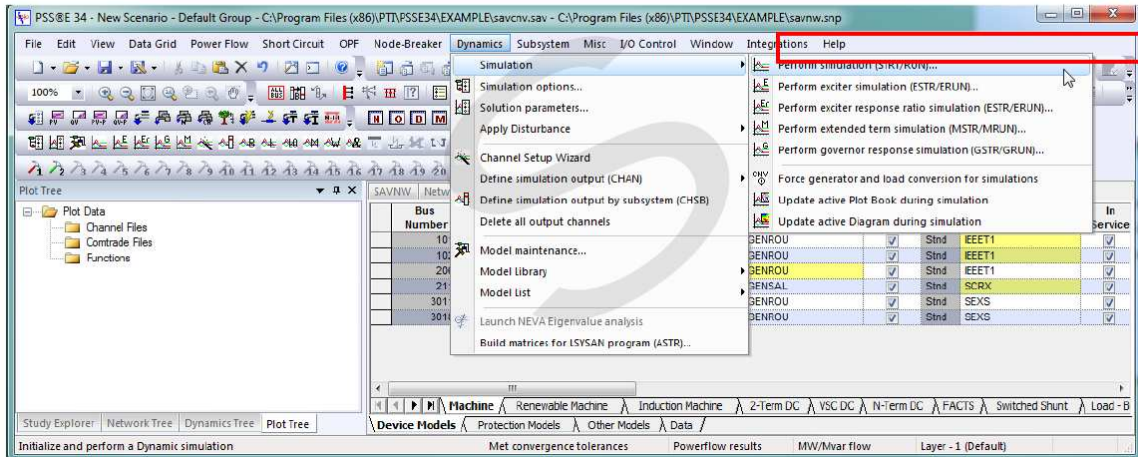 PSS®E 34 - New Scenario - Default Group - C:\Program Files (x86)\PTI\PSSE34\EXAMPLE\savcnv.sav - C:\Program Files (x86)\PTI\PSSE34\EXAMPLE\savnw.snp
File Edit View Data Grid Power Flow Short Circuit OPF Node-Breaker Dynamics Subsystem Misc I/O Control Window Integrations Help
Simulation
Perform simulation (STRT/RUN)...
100%
Simulation options...
Perform exciter simulation (ESTR/ERUN)...
Solution parameters...
Perform exciter response ratio simulation (ESTR/ERUN)...
Apply Disturbance
Perform extended term simulation (MSTR/MRUN)...
Channel Setup Wizard
Perform governor response simulation (GSTR/GRUN)...
Define simulation output (CHAN)
Force generator and load conversion for simulations
Define simulation output by subsystem (CHSB)
Update active Plot Book during simulation
Delete all output channels
Update active Diagram during simulation
Model maintenance...
Model Library
Model List
Launch NEVA Eigenvalue analysis
Build matrices for LSYSAN program (ASTR)...
Plot Tree
SAVNW
Plot Data
Channel Files
Comtrade Files
Functions
Bus Number
In Service
GENROU Stnd IEEET1
GENROU Stnd IEEET1
GENROU Stnd IEEET1
GENSAL Stnd SCRX
GENROU Stnd SEXS
GENROU Stnd SEXS
Machine Renewable Machine Induction Machine 2-Term DC VSC DC N-Term DC FACTS Switched Shunt Load - B
Study Explorer Network Tree Dynamics Tree Plot Tree
Device Models Protection Models Other Models Data
Initialize and perform a Dynamic simulation Met convergence tolerances Powerflow results MW/Mvar flow Layer - 1 (Default)